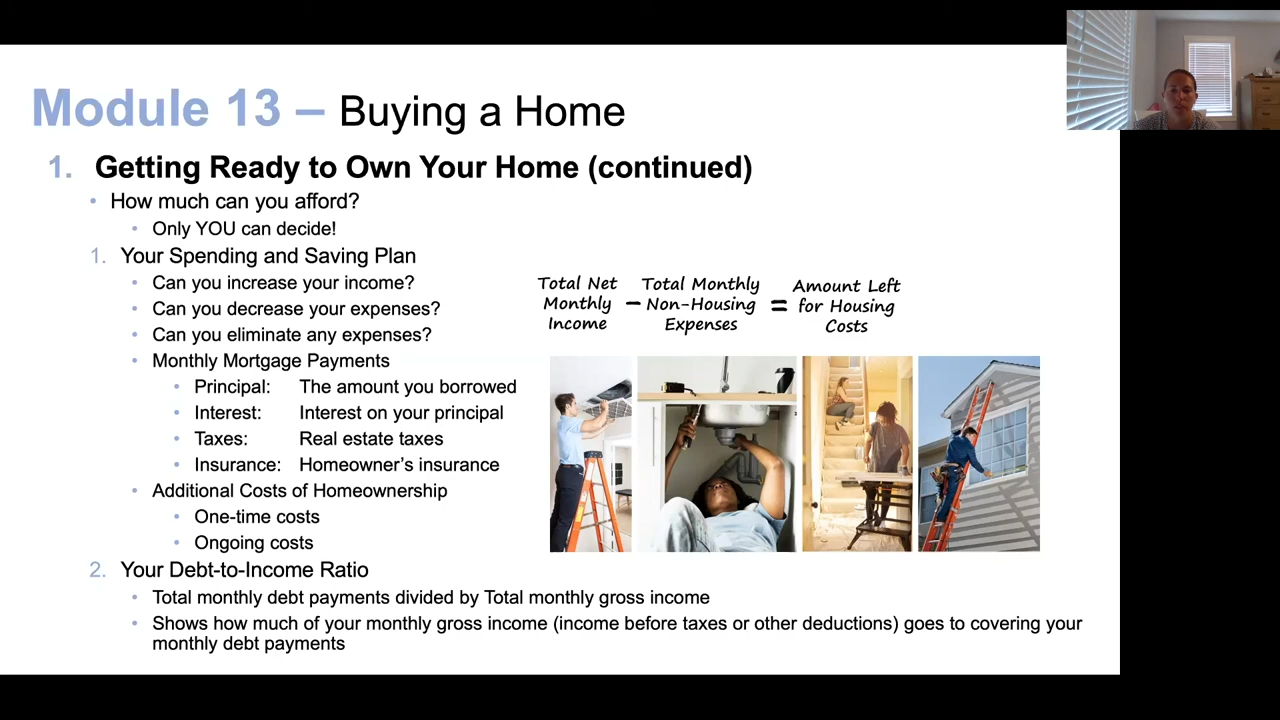 Module 13 – Buying a Home
1. Getting Ready to Own Your Home (continued)
• How much can you afford?
• Only YOU can decide!
1. Your Spending and Saving Plan
• Can you increase your income?
• Can you decrease your expenses?
• Can you eliminate any expenses?
• Monthly Mortgage Payments
• Principal: The amount you borrowed
• Interest: Interest on your principal
• Taxes: Real estate taxes
• Insurance: Homeowner's insurance
• Additional Costs of Homeownership
• One-time costs
• Ongoing costs
Total Net Monthly Income – Total Monthly Non-Housing Expenses = Amount Left for Housing Costs
2. Your Debt-to-Income Ratio
• Total monthly debt payments divided by Total monthly gross income
• Shows how much of your monthly gross income (income before taxes or other deductions) goes to covering your
monthly debt payments